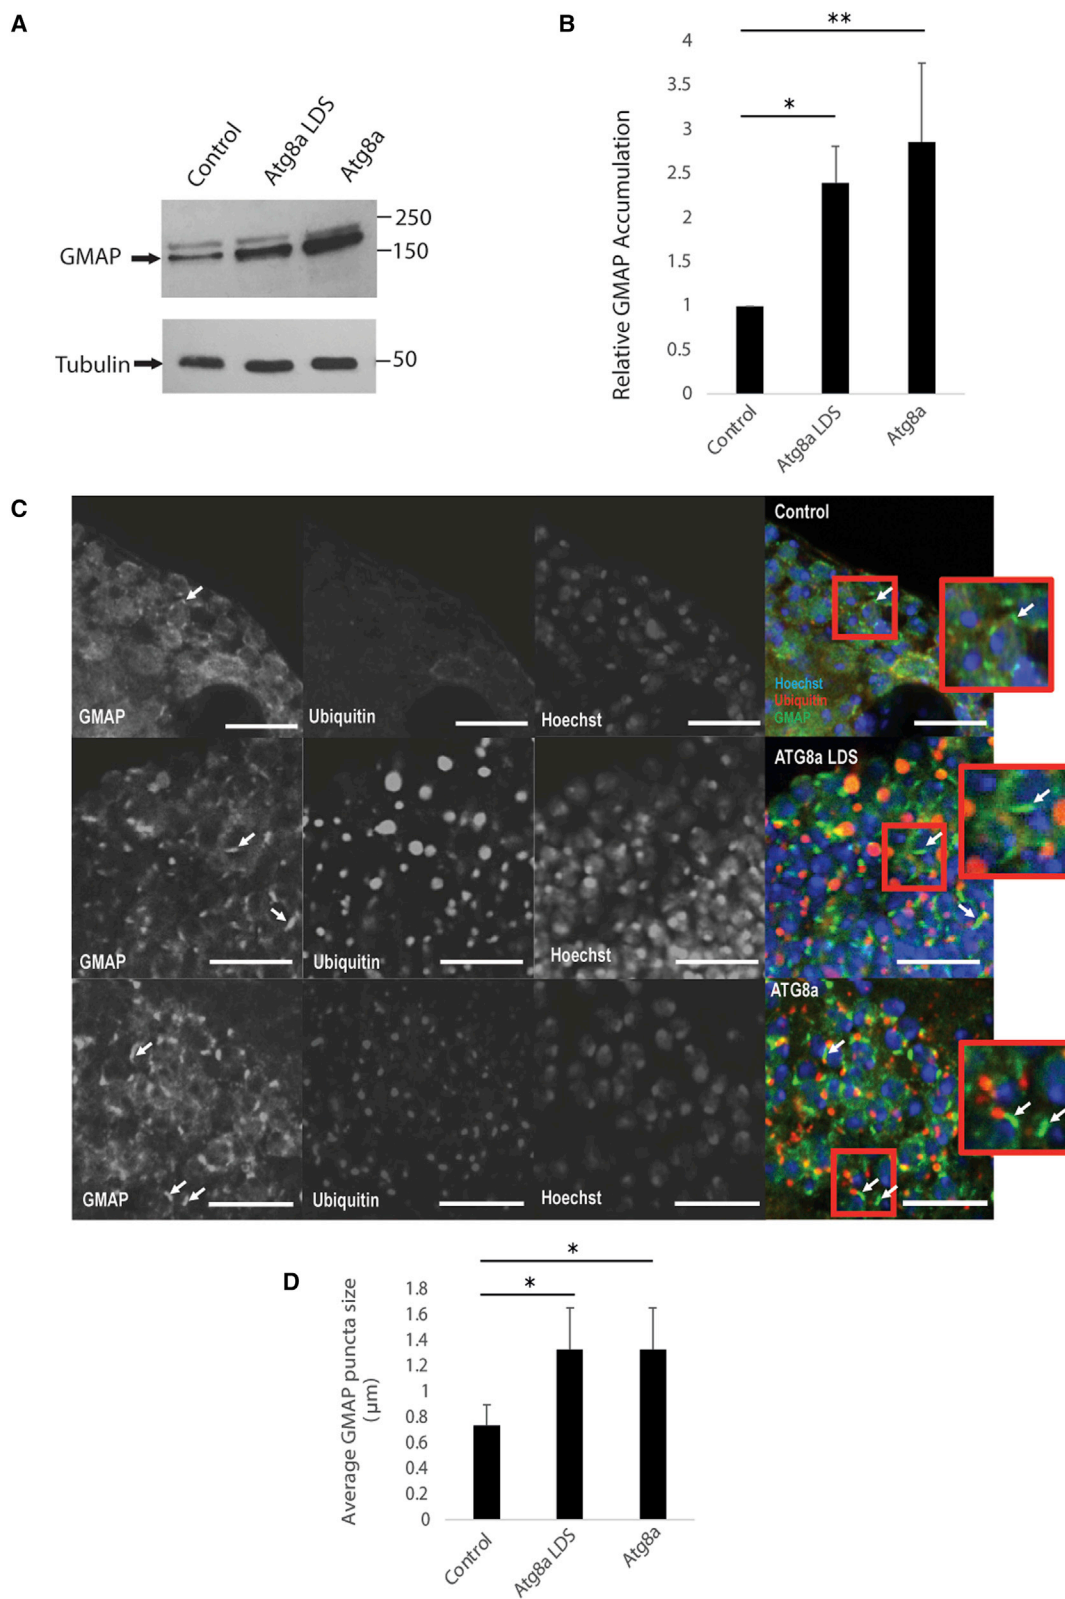 A
Control
Atg8a LDS
Atg8a
GMAP
250
150
Tubulin
50
B
**
*
4
3.5
3
2.5
2
1.5
1
0.5
0
Relative GMAP Accumulation
Control
Atg8a LDS
Atg8a
C
GMAP
Ubiquitin
Hoechst
Control
Hoechst
Ubiquitin
GMAP
GMAP
Ubiquitin
Hoechst
ATG8a LDS
GMAP
Ubiquitin
Hoechst
ATG8a
D
*
*
1.8
1.6
1.4
1.2
1
0.8
0.6
0.4
0.2
0
Average GMAP puncta size
(µm)
Control
Atg8a LDS
Atg8a